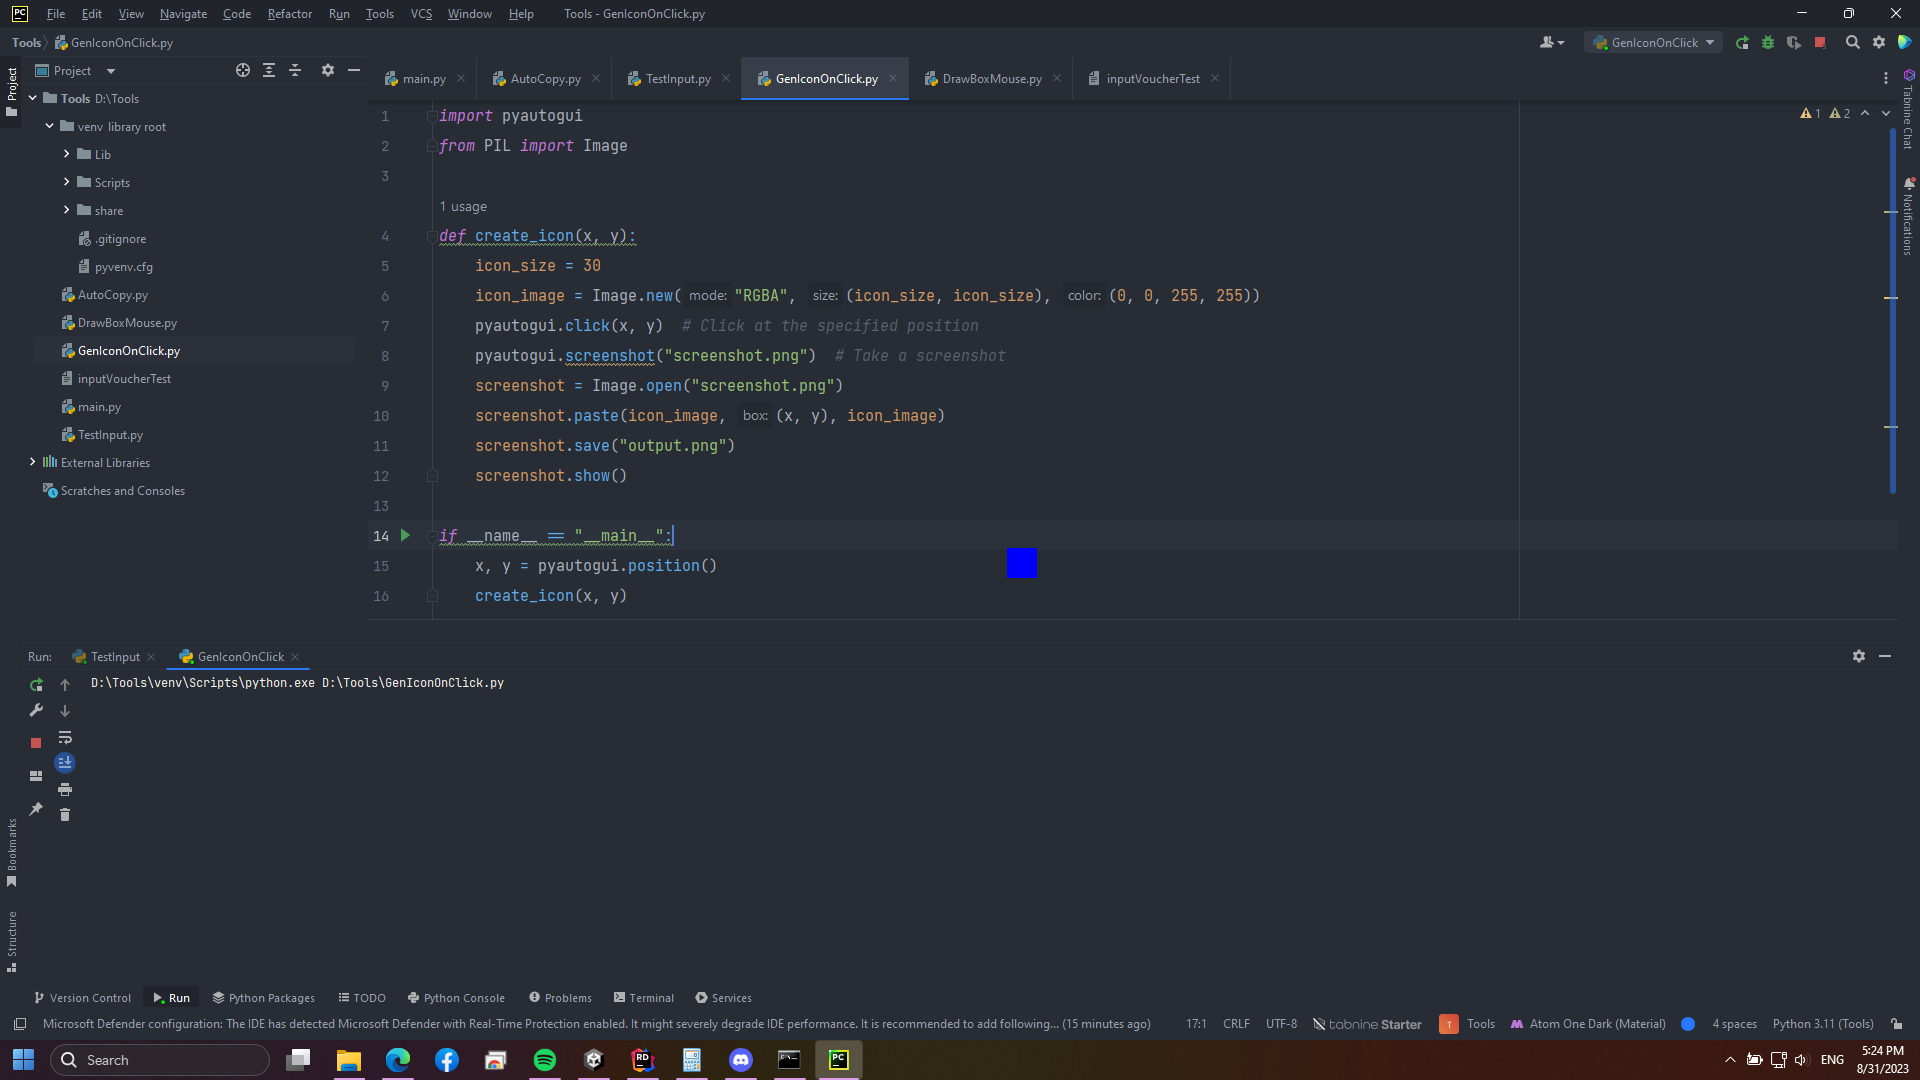 PC File Edit View Navigate Code Refactor Run Tools VCS Window Help Tools - GenIconOnClick.py
Tools GenIconOnClick.py GenIconOnClick
Project main.py AutoCopy.py TestInput.py GenIconOnClick.py DrawBoxMouse.py inputVoucherTest
Project
Tools D:\Tools
venv library root
Lib
Scripts
share
.gitignore
pyvenv.cfg
AutoCopy.py
DrawBoxMouse.py
GenIconOnClick.py
inputVoucherTest
main.py
TestInput.py
External Libraries
Scratches and Consoles
1 import pyautogui
2 from PIL import Image
3
1 usage
4 def create_icon(x, y):
5 icon_size = 30
6 icon_image = Image.new( mode: "RGBA", size: (icon_size, icon_size), color: (0, 0, 255, 255))
7 pyautogui.click(x, y) # Click at the specified position
8 pyautogui.screenshot("screenshot.png") # Take a screenshot
9 screenshot = Image.open("screenshot.png")
10 screenshot.paste(icon_image, box: (x, y), icon_image)
11 screenshot.save("output.png")
12 screenshot.show()
13
14 if __name__ == "__main__":
15 x, y = pyautogui.position()
16 create_icon(x, y)
1 2
Tabnine Chat
Notifications
Run: TestInput GenIconOnClick
D:\Tools\venv\Scripts\python.exe D:\Tools\GenIconOnClick.py
Bookmarks
Structure
Version Control Run Python Packages TODO Python Console Problems Terminal Services
Microsoft Defender configuration: The IDE has detected Microsoft Defender with Real-Time Protection enabled. It might severely degrade IDE performance. It is recommended to add following... (15 minutes ago) 17:1 CRLF UTF-8 tabnine Starter T Tools Atom One Dark (Material) 4 spaces Python 3.11 (Tools)
Search RD PC ENG 5:24 PM
8/31/2023